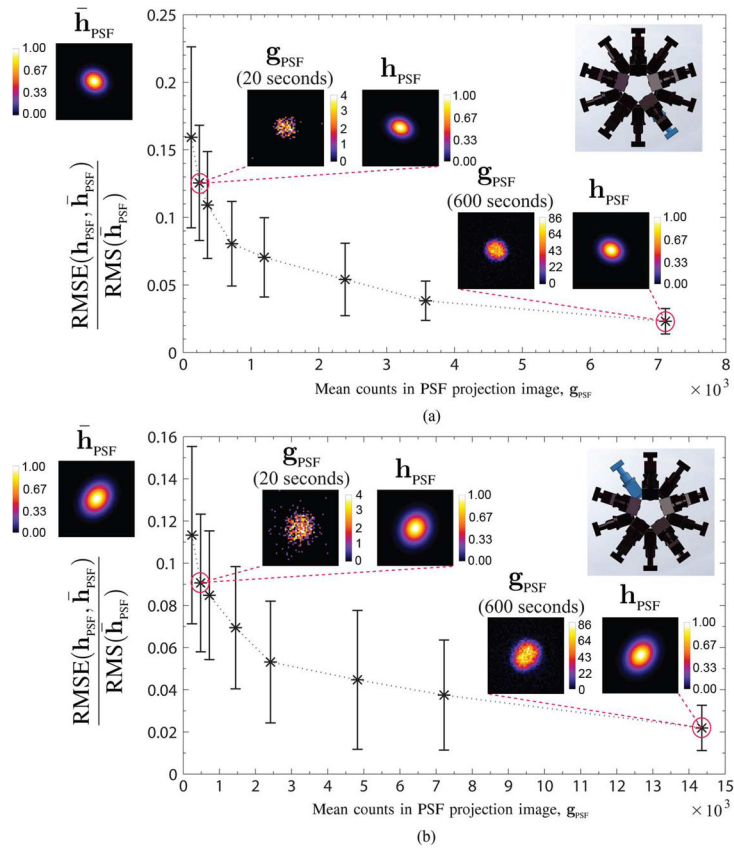 h̄PSF
1.00
0.67
0.33
0.00
RMSE(hPSF, h̄PSF)
RMS(h̄PSF)
0.25
0.2
0.15
0.1
0.05
0
gPSF
(20 seconds)
4
3
2
1
0
hPSF
1.00
0.67
0.33
0.00
gPSF
(600 seconds)
86
64
43
22
0
hPSF
1.00
0.67
0.33
0.00
0 1 2 3 4 5 6 7 8
Mean counts in PSF projection image, gPSF × 10³
(a)
h̄PSF
1.00
0.67
0.33
0.00
RMSE(hPSF, h̄PSF)
RMS(h̄PSF)
0.16
0.14
0.12
0.1
0.08
0.06
0.04
0.02
0
gPSF
(20 seconds)
4
3
2
1
0
hPSF
1.00
0.67
0.33
0.00
gPSF
(600 seconds)
86
64
43
22
0
hPSF
1.00
0.67
0.33
0.00
0 1 2 3 4 5 6 7 8 9 10 11 12 13 14 15
Mean counts in PSF projection image, gPSF × 10³
(b)